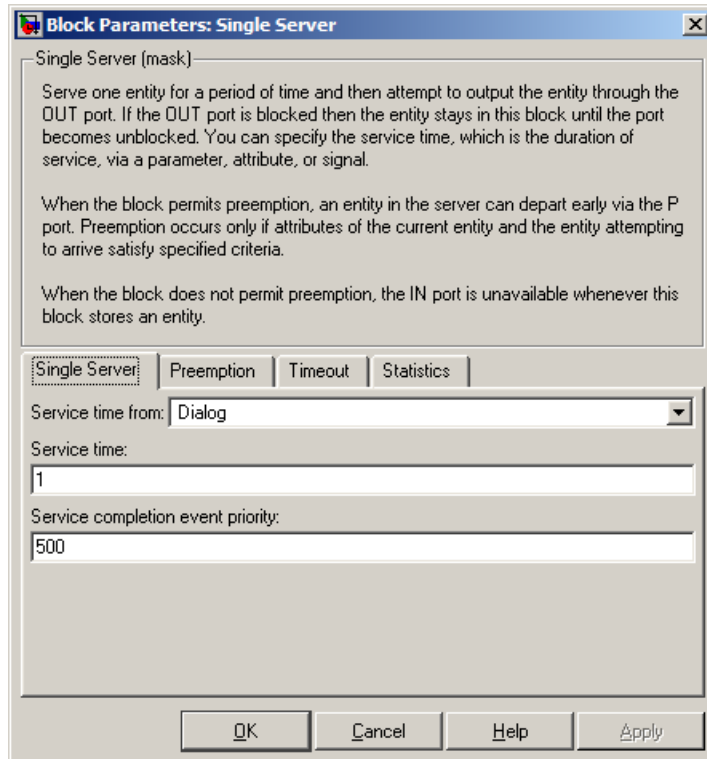 Block Parameters: Single Server
Single Server (mask)
Serve one entity for a period of time and then attempt to output the entity through the
OUT port. If the OUT port is blocked then the entity stays in this block until the port
becomes unblocked. You can specify the service time, which is the duration of
service, via a parameter, attribute, or signal.
When the block permits preemption, an entity in the server can depart early via the P
port. Preemption occurs only if attributes of the current entity and the entity attempting
to arrive satisfy specified criteria.
When the block does not permit preemption, the IN port is unavailable whenever this
block stores an entity.
Single Server Preemption Timeout Statistics
Service time from: Dialog
Service time:
1
Service completion event priority:
500
OK Cancel Help Apply